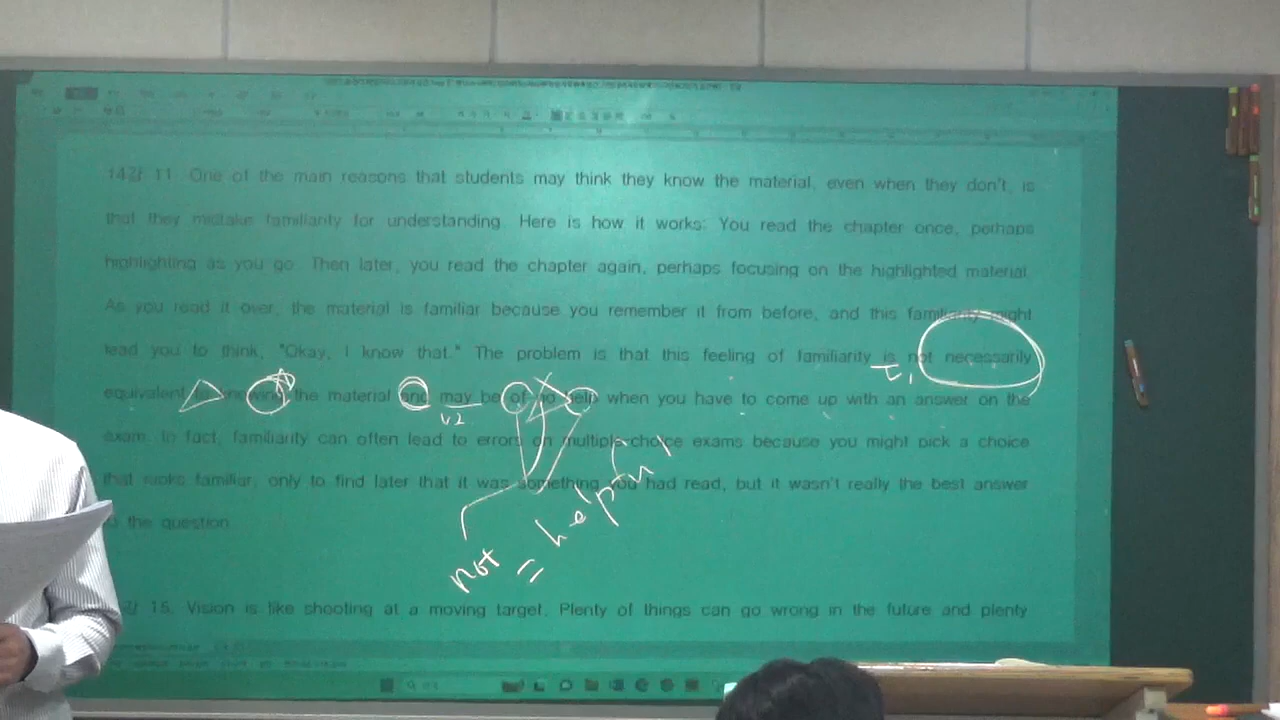 14강 11. One of the main reasons that students may think they know the material, even when they don't, is
that they mistake familiarity for understanding. Here is how it works: You read the chapter once, perhaps
highlighting as you go. Then later, you read the chapter again, perhaps focusing on the highlighted material.
As you read it over, the material is familiar because you remember it from before, and this familiarity might
lead you to think, "Okay, I know that." The problem is that this feeling of familiarity is not necessarily
equivalent to knowing the material and may be of no help when you have to come up with an answer on the
exam. In fact, familiarity can often lead to errors on multiple-choice exams because you might pick a choice
that looks familiar, only to find later that it was something you had read, but it wasn't really the best answer
to the question.
V2
not = helpful
15. Vision is like shooting at a moving target. Plenty of things can go wrong in the future and plenty